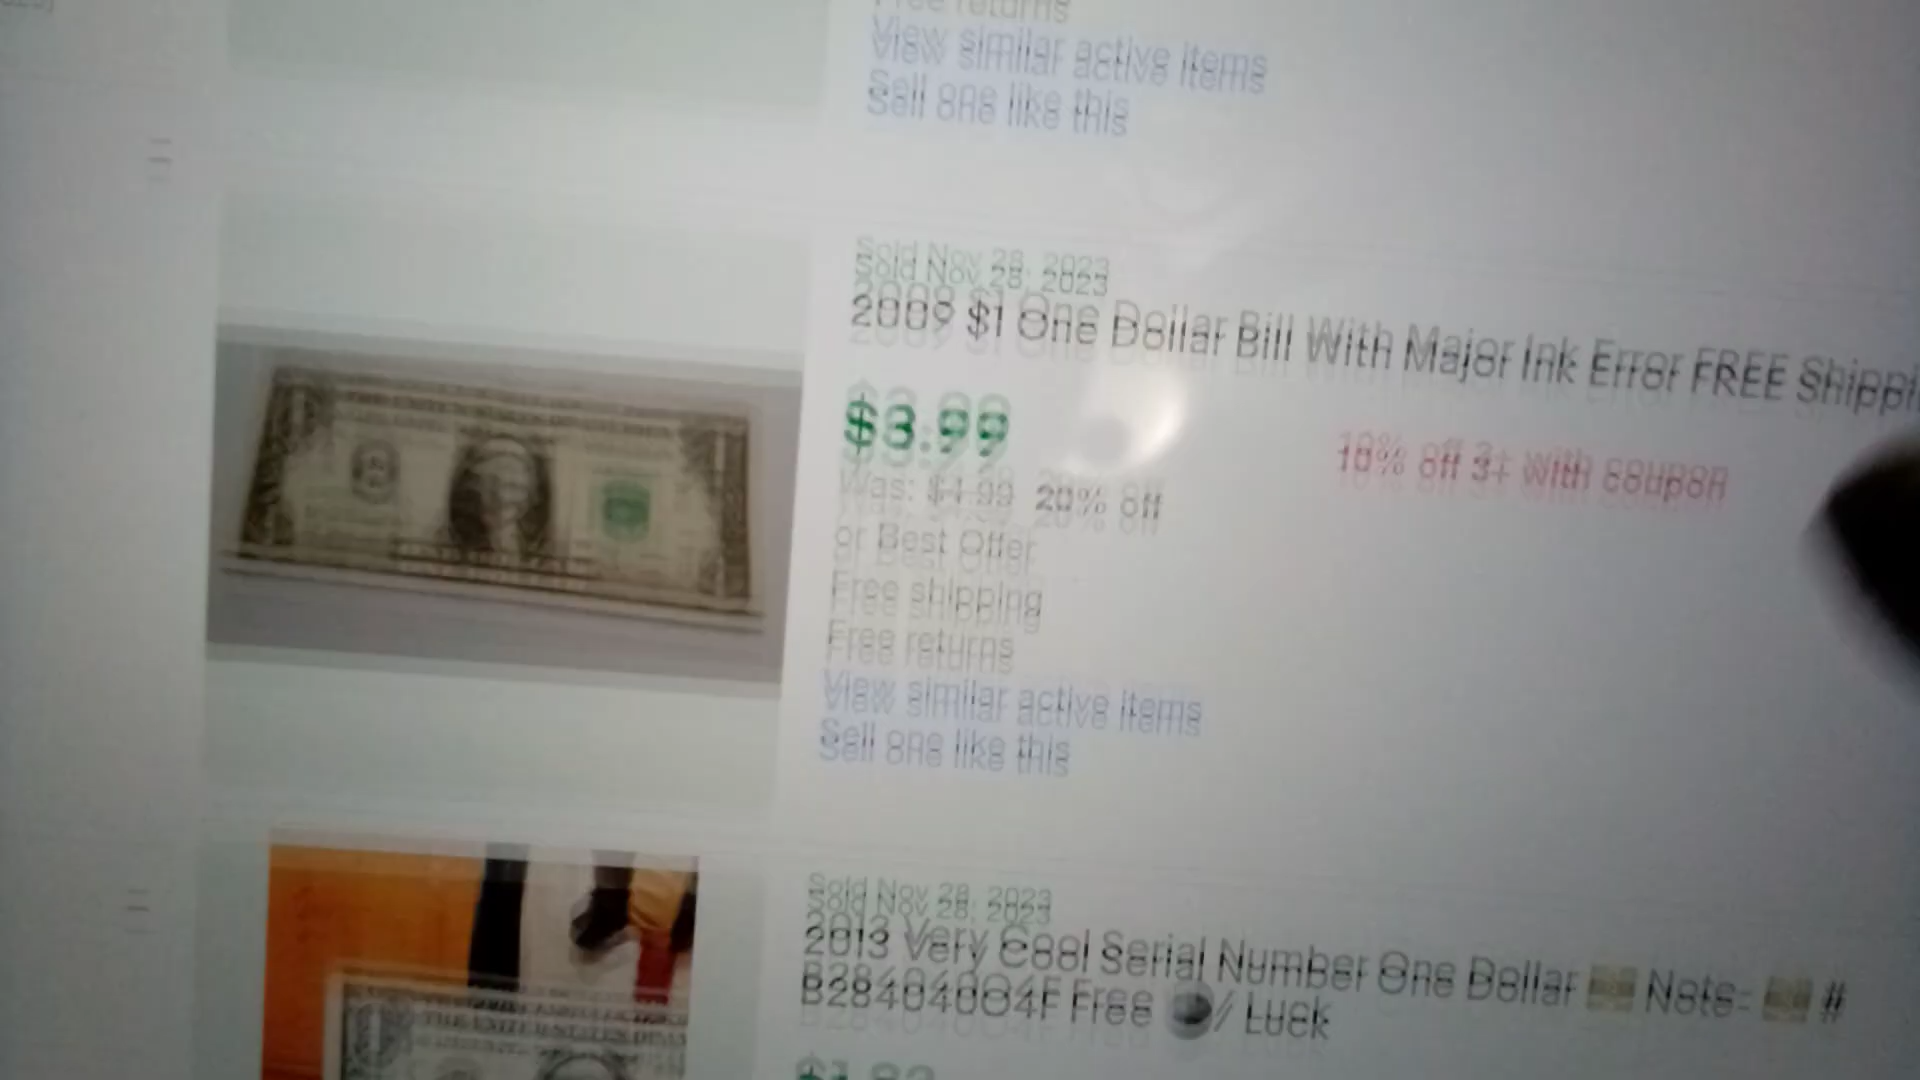 Free returns
View similar active items
Sell one like this
Sold Nov 28, 2023
2009 $1 One Dollar Bill With Major Ink Error FREE Shippi
$3.99
10% off 3+ with coupon
Was: $4.99 20% off
or Best Offer
Free shipping
Free returns
View similar active items
Sell one like this
Sold Nov 28, 2023
2013 Very Cool Serial Number One Dollar Note- #
B28404004F Free / Luck